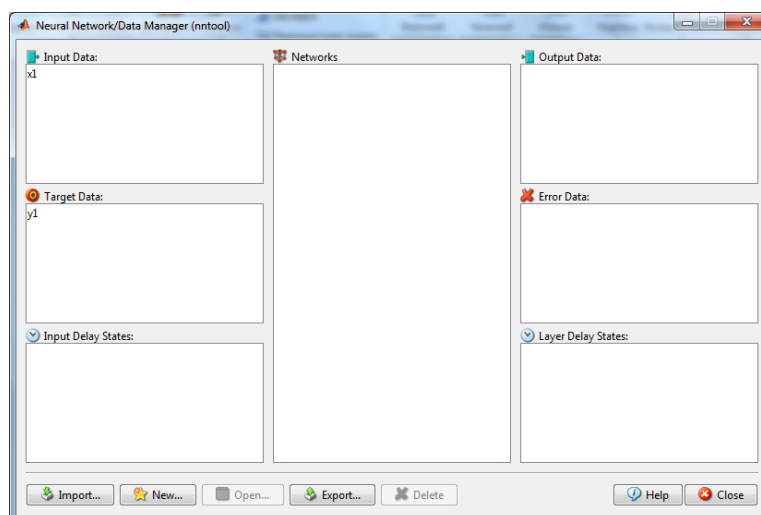 Neural Network/Data Manager (nntool)
Input Data:
x1
Networks
Output Data:
Target Data:
y1
Error Data:
Input Delay States:
Layer Delay States:
Import...
New...
Open...
Export...
Delete
Help
Close